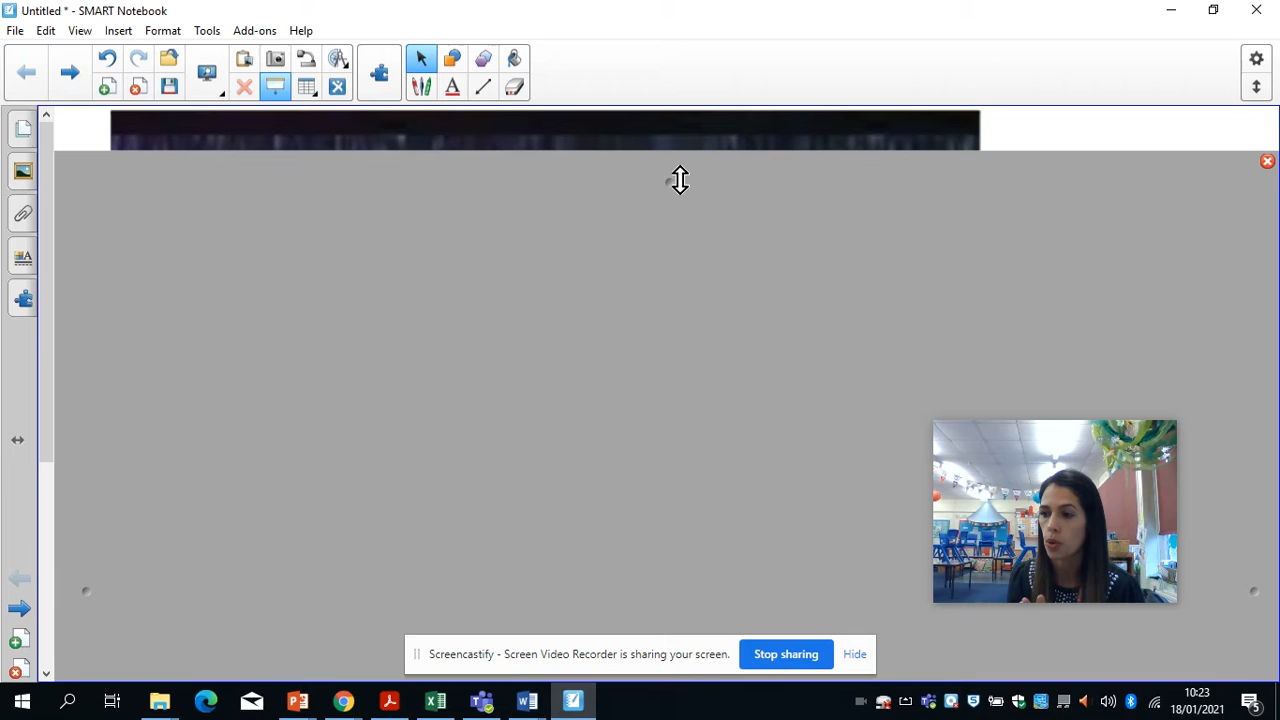 Untitled * - SMART Notebook
File Edit View Insert Format Tools Add-ons Help
Screencastify - Screen Video Recorder is sharing your screen. Stop sharing Hide
10:23
18/01/2021
5